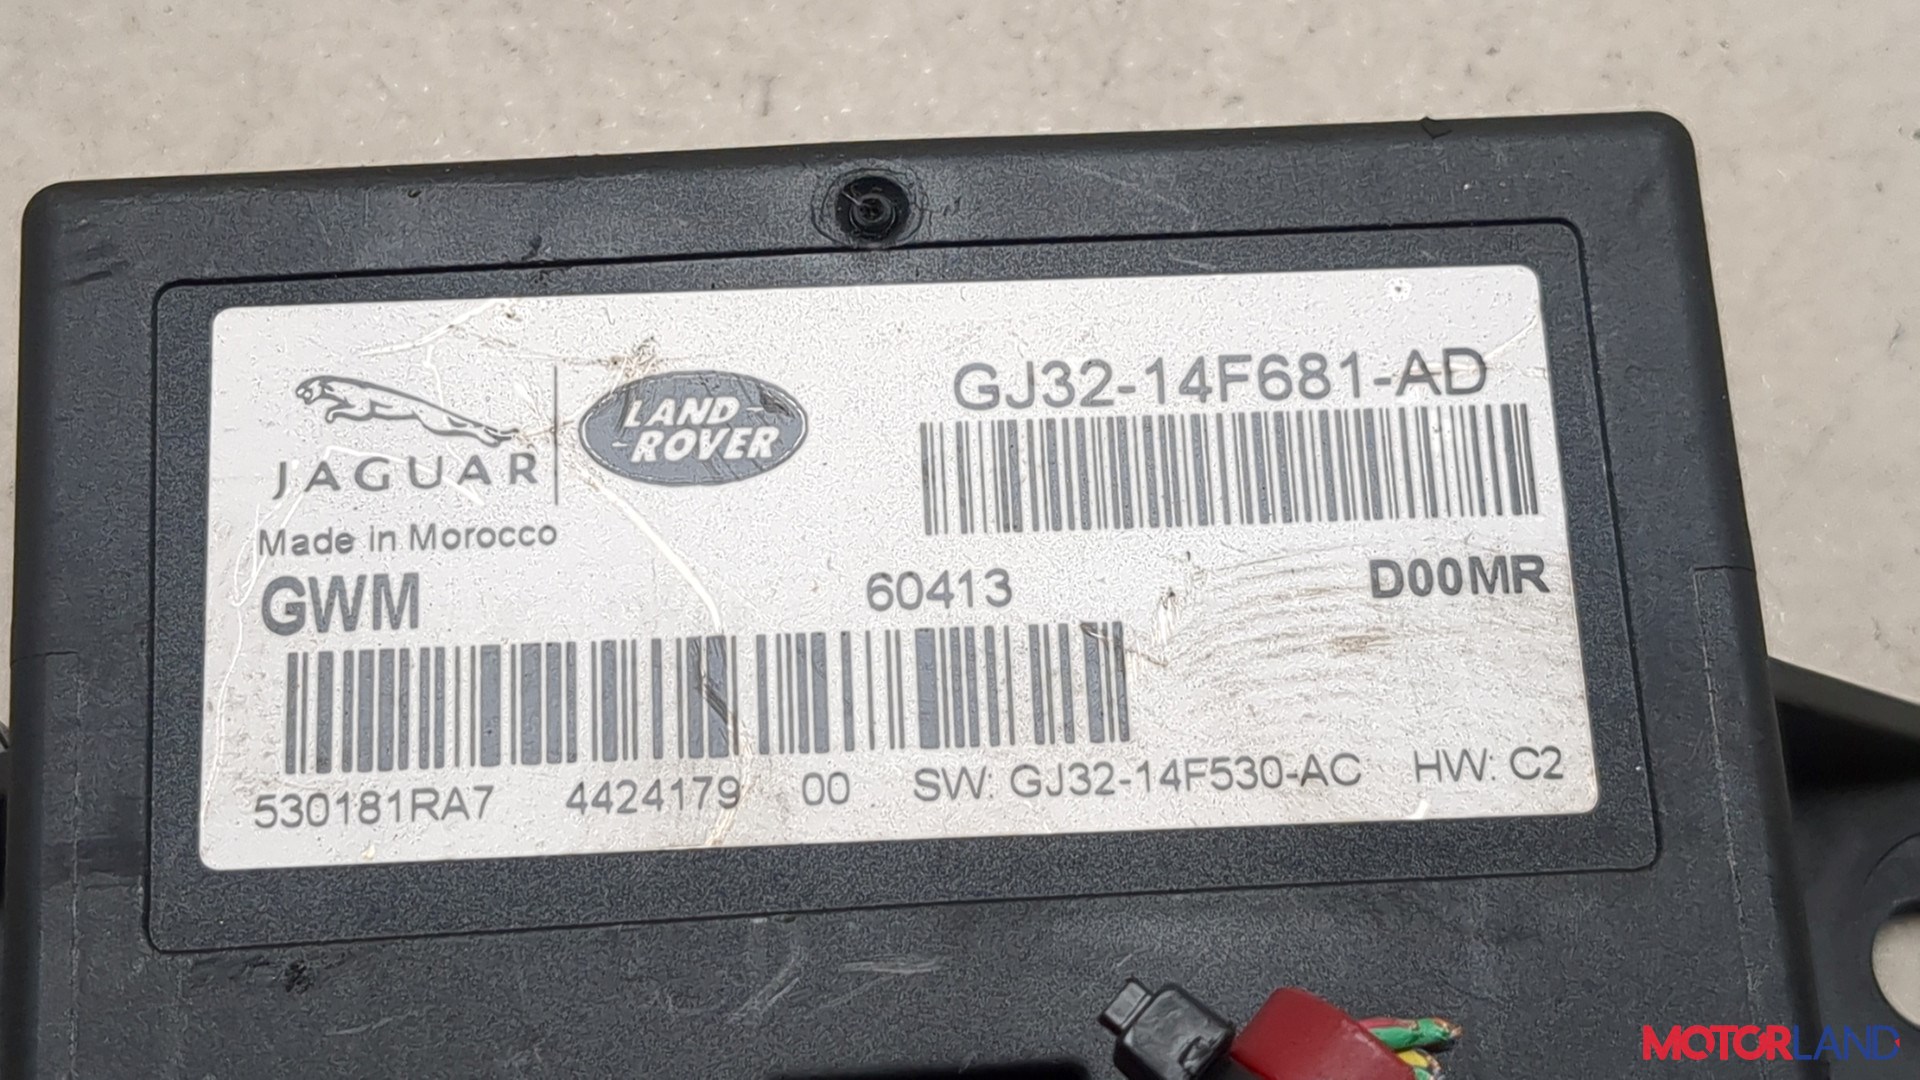 GJ32-14F681-AD
JAGUAR
LAND
ROVER
Made in Morocco
GWM
60413
D00MR
530181RA7 4424179 00 SW: GJ32-14F530-AC HW: C2
MOTORLAND